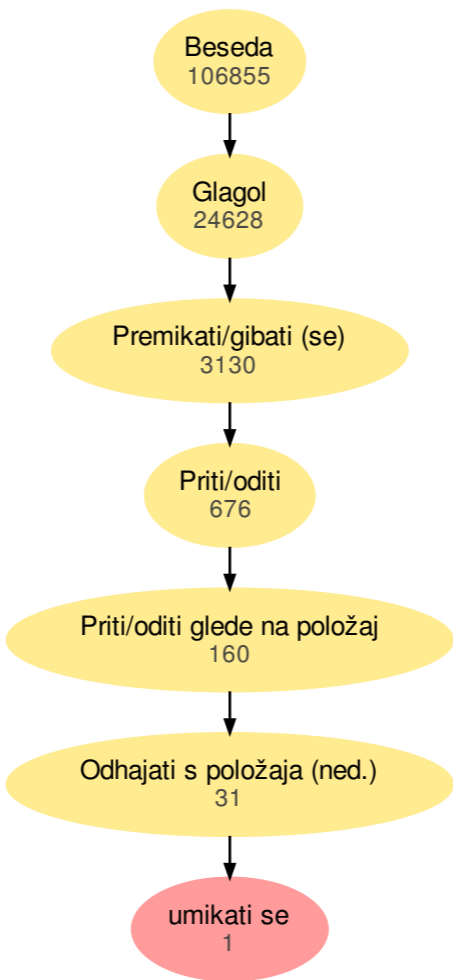 Beseda
106855
Glagol
24628
Premikati/gibati (se)
3130
Priti/oditi
676
Priti/oditi glede na položaj
160
Odhajati s položaja (ned.)
31
umikati se
1